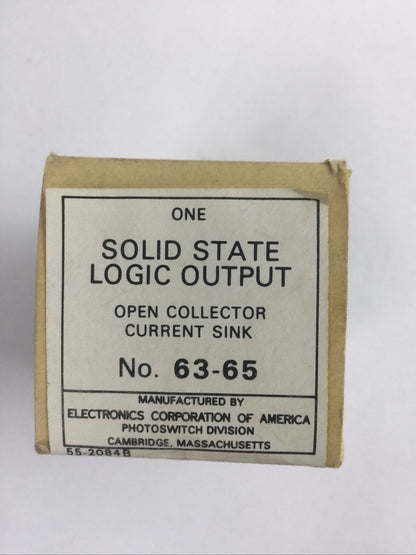 ONE
SOLID STATE
LOGIC OUTPUT
OPEN COLLECTOR
CURRENT SINK
No. 63-65
MANUFACTURED BY
ELECTRONICS CORPORATION OF AMERICA
PHOTOSWITCH DIVISION
CAMBRIDGE, MASSACHUSETTS
55-2084B